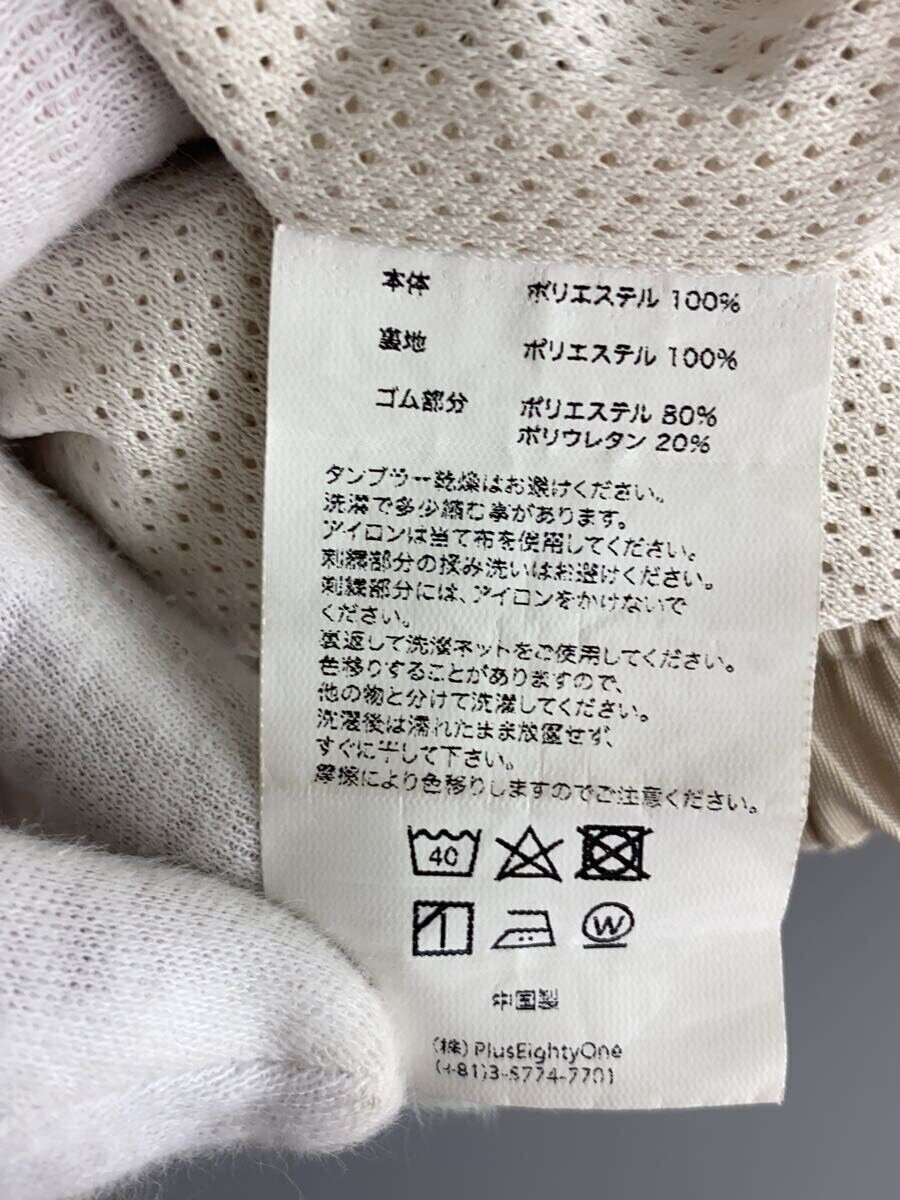 本体 ポリエステル 100%
裏地 ポリエステル 100%
ゴム部分 ポリエステル 80%
ポリウレタン 20%
タンブラー乾燥はお避けください。
洗濯で多少縮む事があります。
アイロンは当て布を使用してください。
刺繍部分の揉み洗いはお避けください。
刺繍部分には、アイロンをかけないで
ください。
裏返して洗濯ネットをご使用してください。
色移りすることがありますので、
他の物と分けて洗濯してください。
洗濯後は濡れたまま放置せず、
すぐに干して下さい。
摩擦により色移りしますのでご注意ください。
40
W
中国製
(株) PlusEightyOne
(+81)3-5774-7701